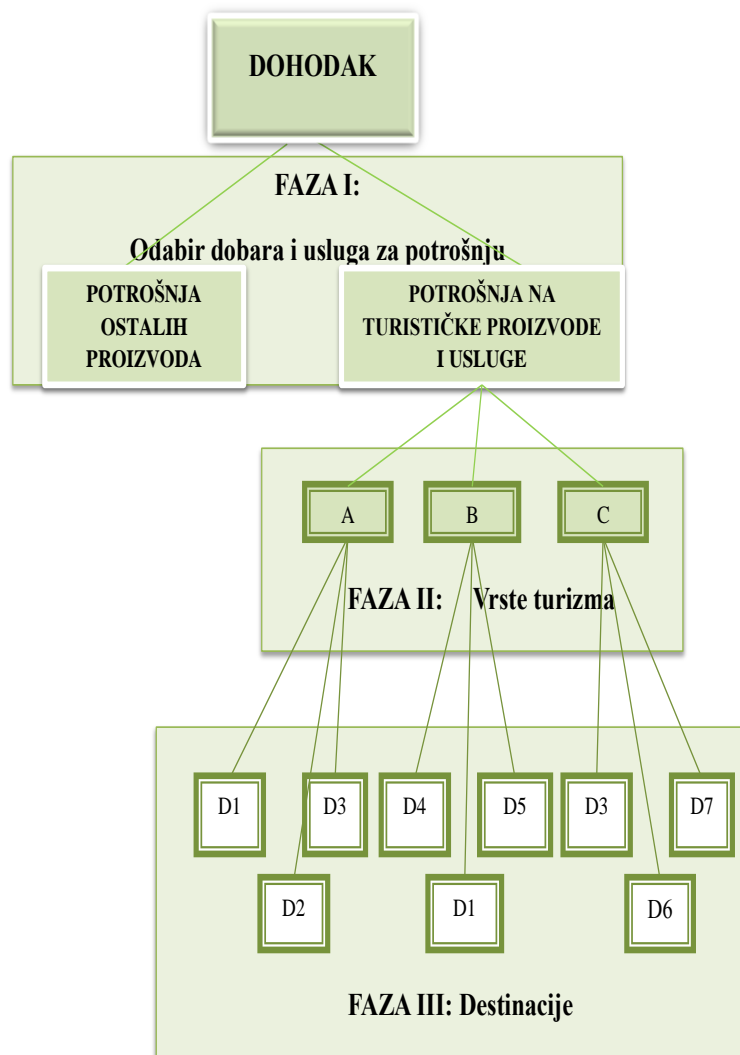 DOHODAK
FAZA I:
Odabir dobara i usluga za potrošnju
POTROŠNJA
OSTALIH
PROIZVODA
POTROŠNJA NA
TURISTIČKE PROIZVODE
I USLUGE
A
B
C
FAZA II: Vrste turizma
D1
D3
D4
D5
D3
D7
D2
D1
D6
FAZA III: Destinacije